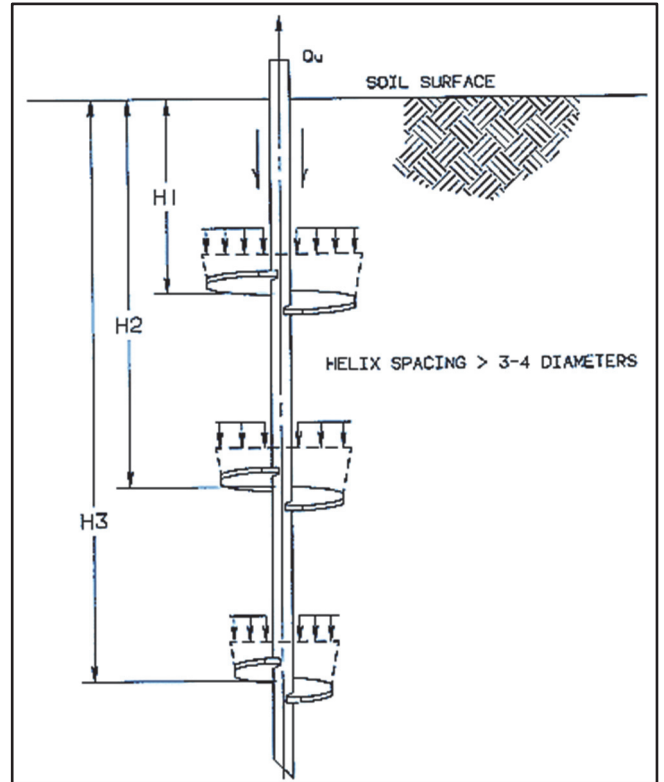 Qu
SOIL SURFACE
H1
H2
HELIX SPACING > 3-4 DIAMETERS
H3